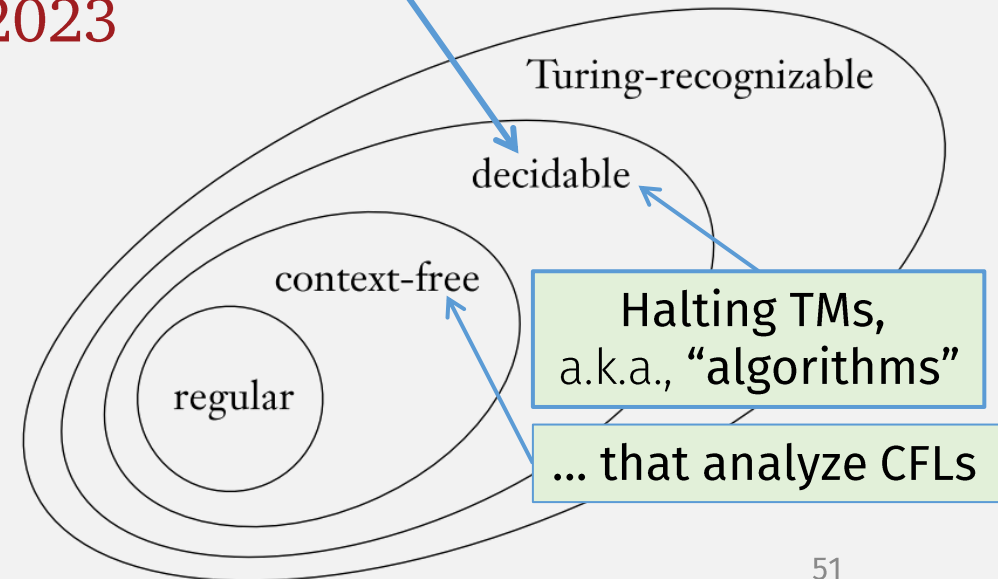 2023
Turing-recognizable
decidable
context-free
Halting TMs,
a.k.a., “algorithms”
regular
... that analyze CFLs
51